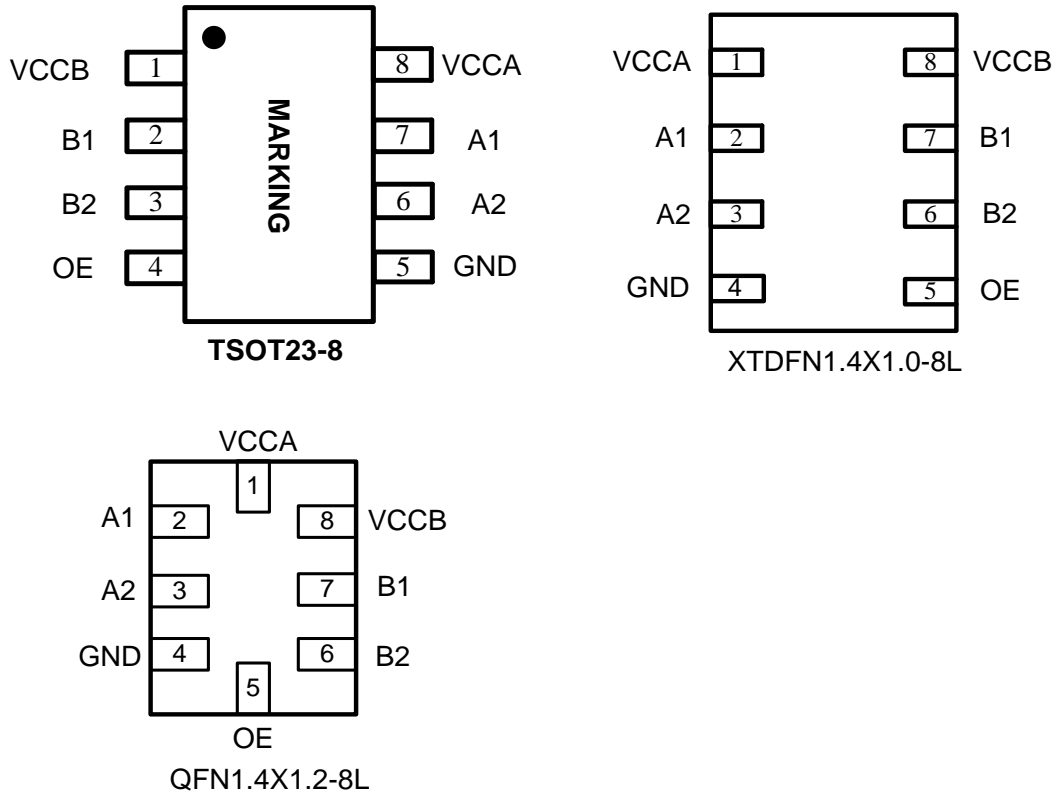 VCCB 1 8 VCCA
B1 2 7 A1
B2 3 6 A2
OE 4 5 GND
MARKING
TSOT23-8
VCCA 1 8 VCCB
A1 2 7 B1
A2 3 6 B2
GND 4 5 OE
XTDFN1.4X1.0-8L
VCCA
1
A1 2 8 VCCB
A2 3 7 B1
GND 4 6 B2
5
OE
QFN1.4X1.2-8L